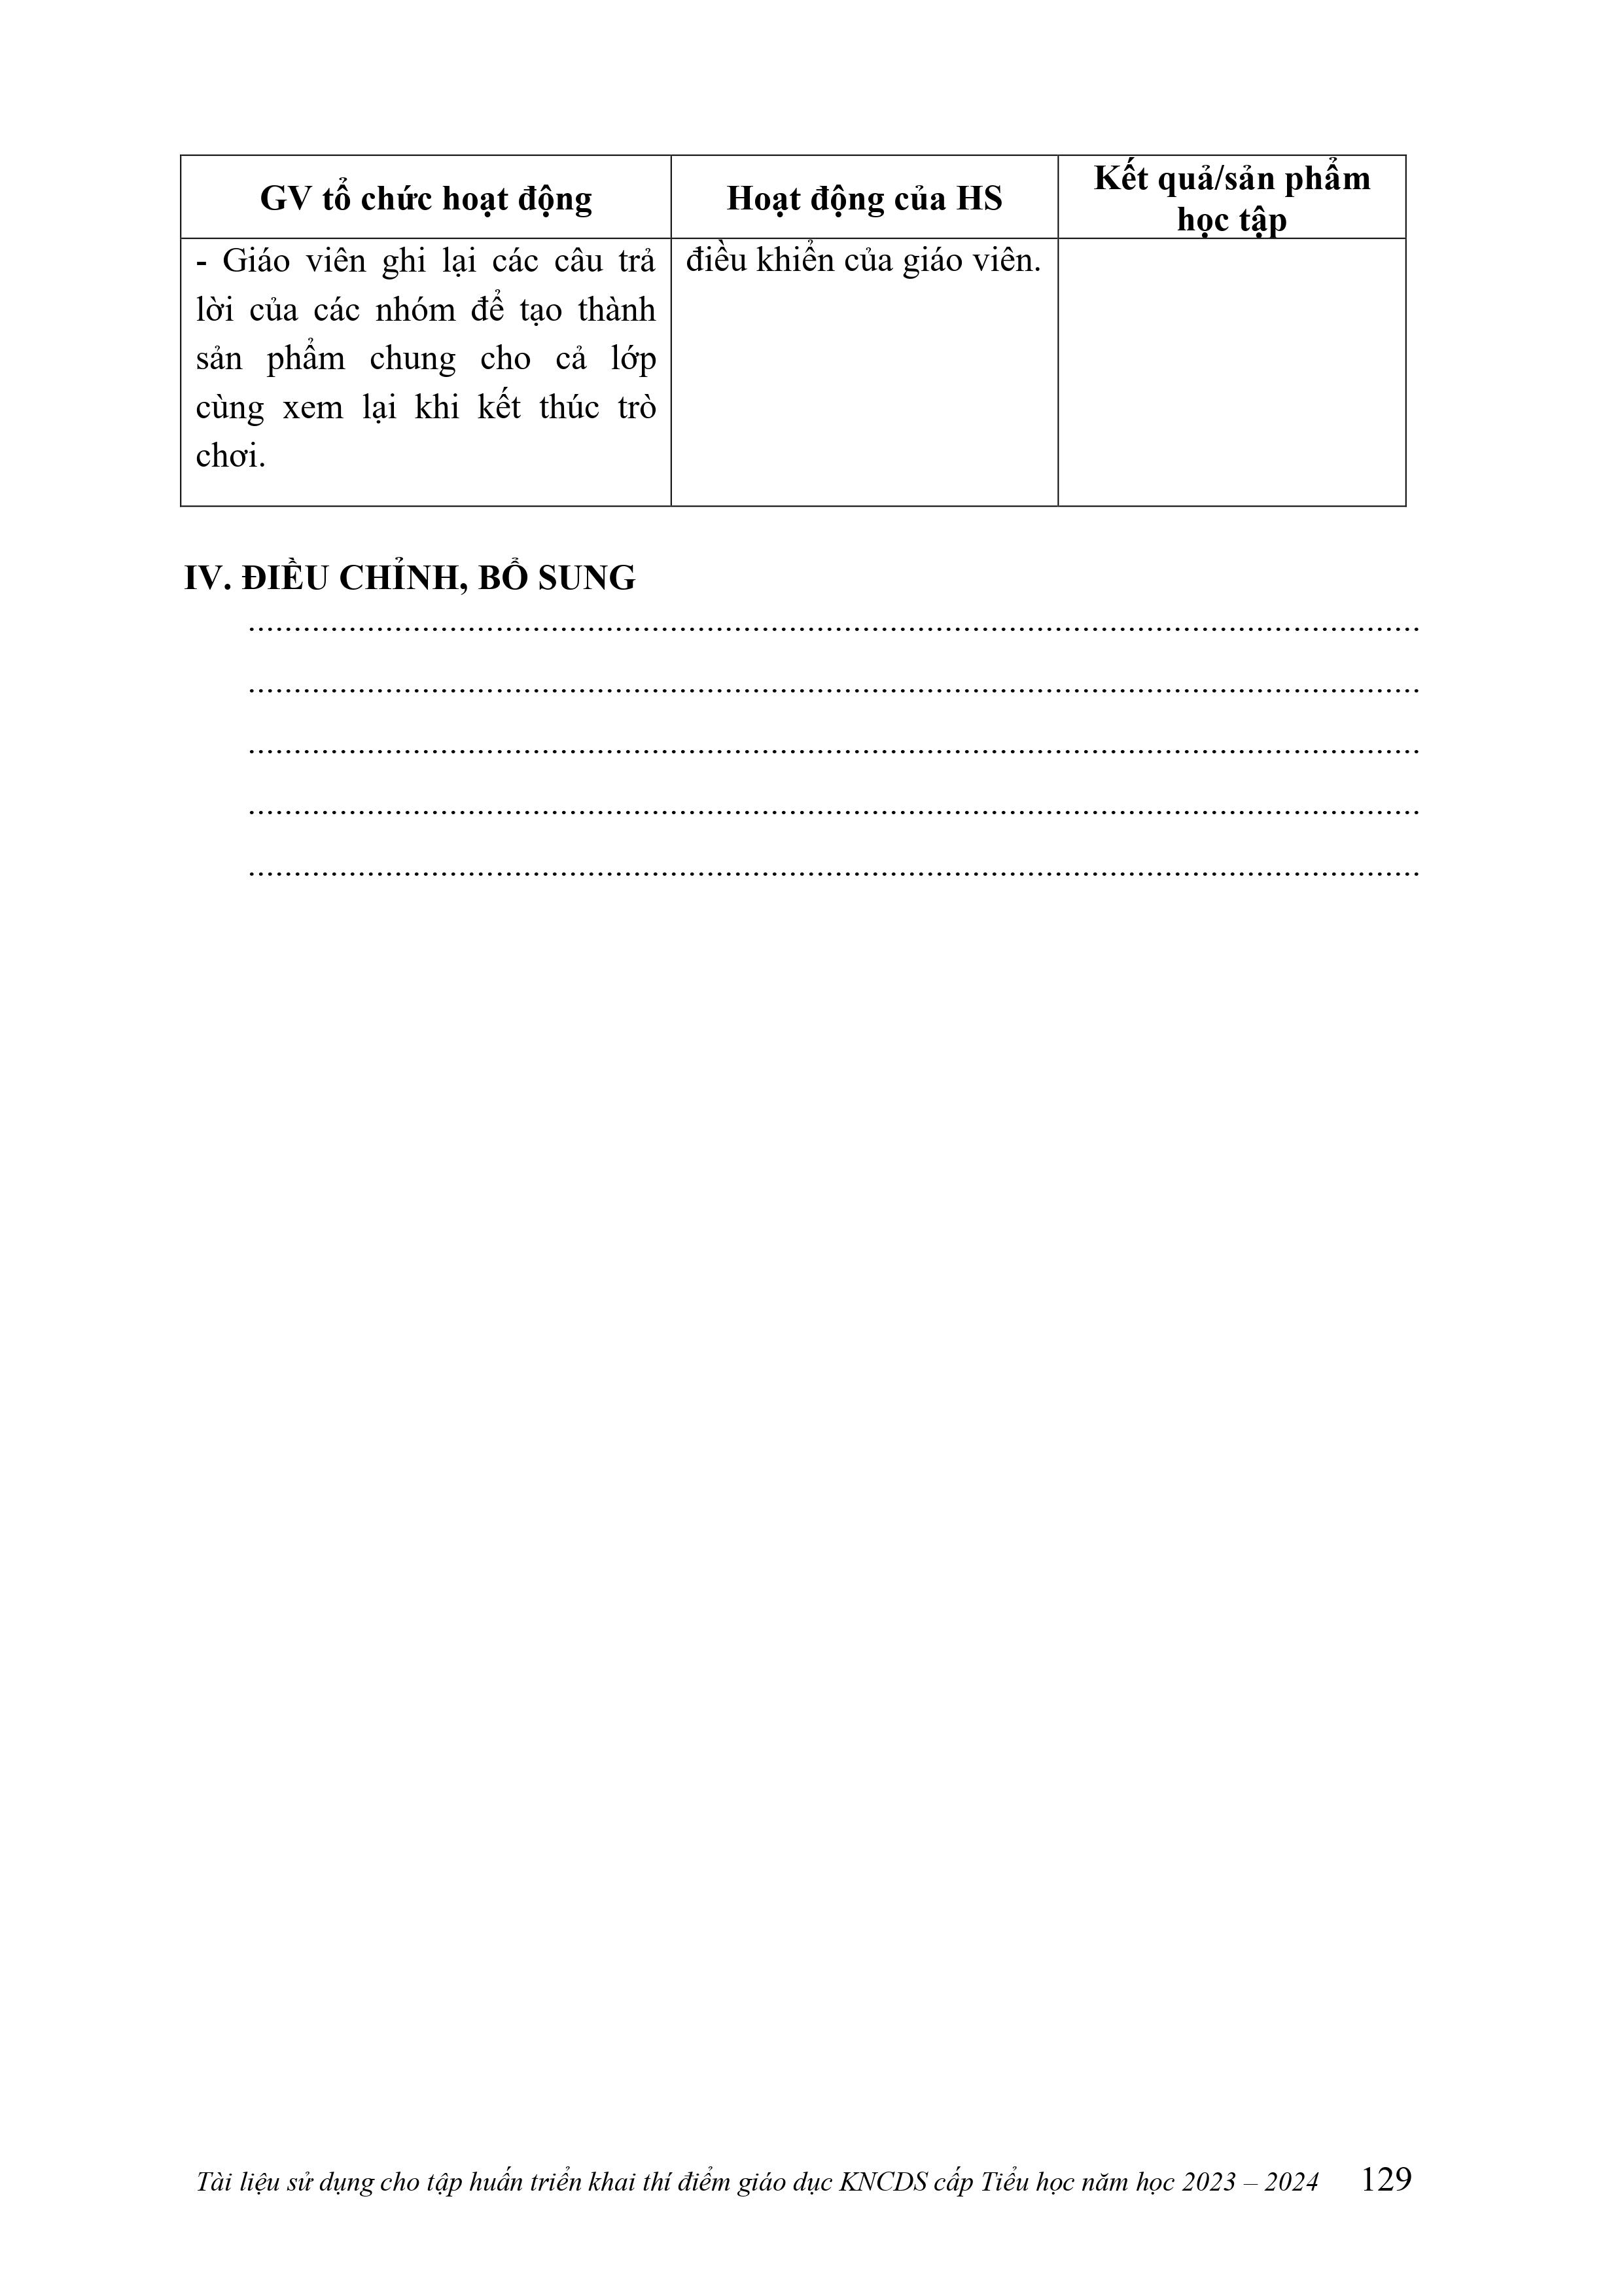 GV tổ chức hoạt động
Hoạt động của HS
Kết quả/sản phẩm
học tập
- Giáo viên ghi lại các câu trả
lời của các nhóm để tạo thành
sản phẩm chung cho cả lớp
cùng xem lại khi kết thúc trò
chơi.
điều khiển của giáo viên.
IV. ĐIỀU CHỈNH, BỔ SUNG
................................................................................................................................
................................................................................................................................
................................................................................................................................
................................................................................................................................
................................................................................................................................
Tài liệu sử dụng cho tập huấn triển khai thí điểm giáo dục KNCDS cấp Tiểu học năm học 2023 – 2024 129